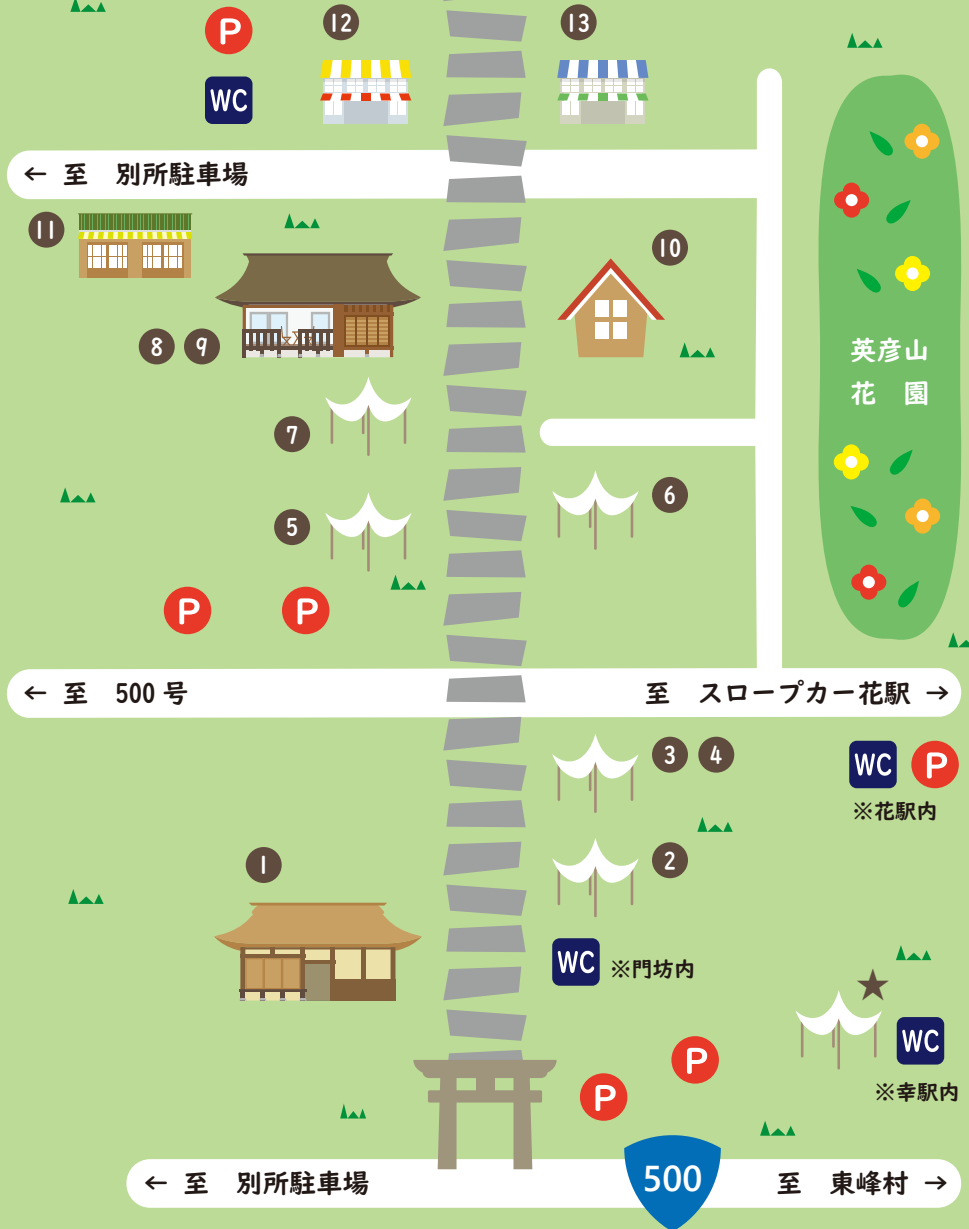 P
12
13
WC
← 至 別所駐車場
11
10
8 9
英彦山
花 園
7
6
5
P P
← 至 500 号
至 スロープカー花駅 →
3 4
WC P
※花駅内
1
2
WC ※門坊内
★
WC
P
※幸駅内
P
500
← 至 別所駐車場
至 東峰村 →